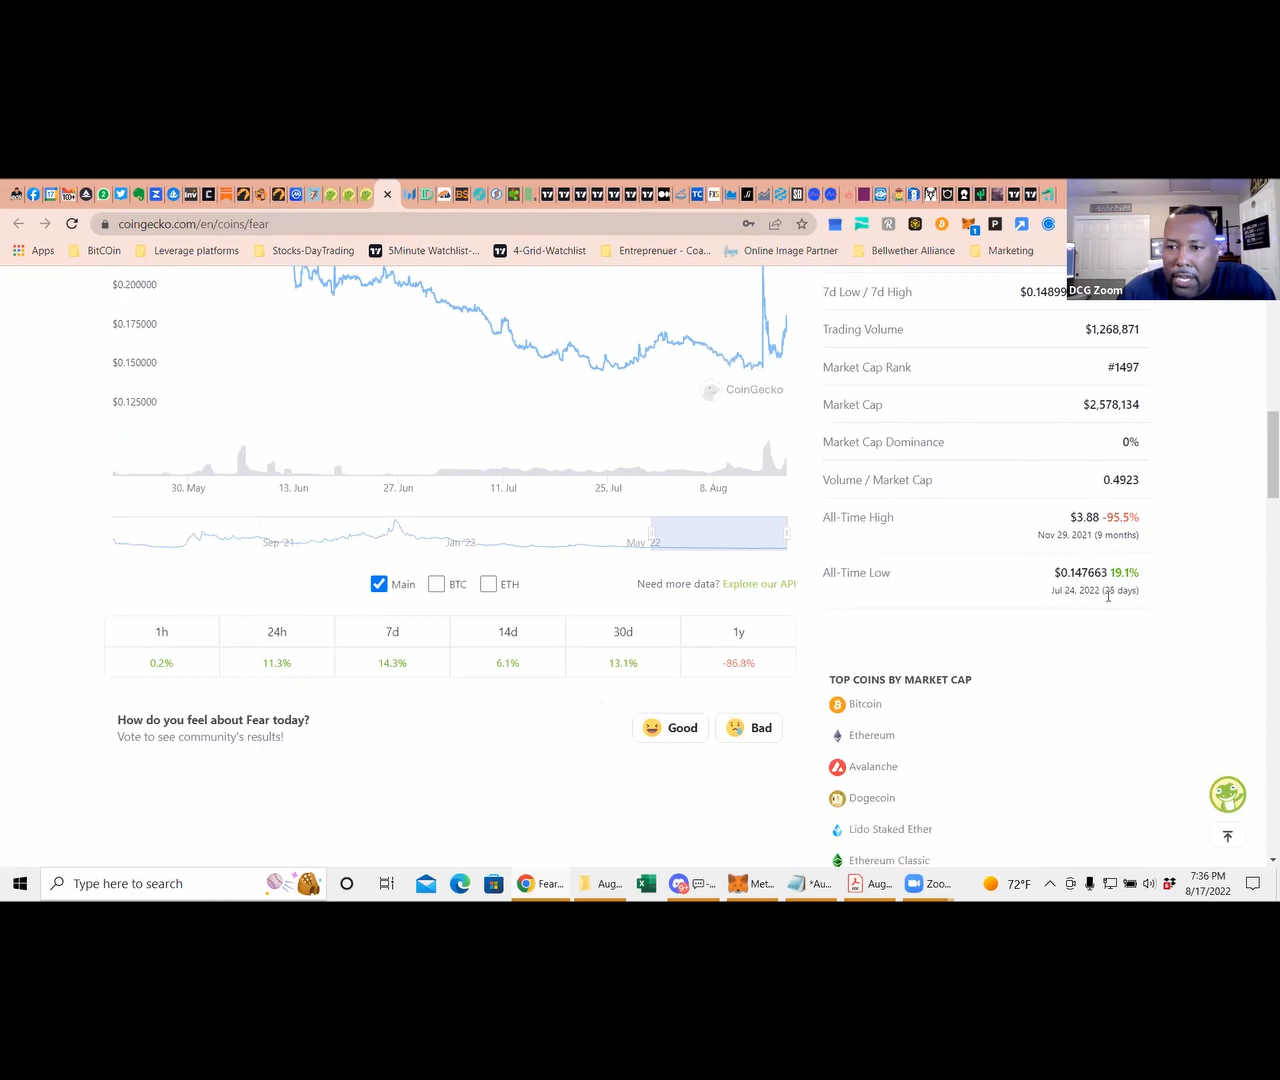 coingecko.com/en/coins/fear
Apps BitCOin Leverage platforms Stocks-DayTrading 5Minute Watchlist-... 4-Grid-Watchlist Entreprenuer - Coa... Online Image Partner Bellwether Alliance Marketing
DCG Zoom
$0.200000
$0.175000
$0.150000
$0.125000
CoinGecko
30. May 13. Jun 27. Jun 11. Jul 25. Jul 8. Aug
Sep '21 Jan '22 May '22
Main BTC ETH
Need more data? Explore our API
1h 24h 7d 14d 30d 1y
0.2% 11.3% 14.3% 6.1% 13.1% -86.8%
How do you feel about Fear today?
Vote to see community's results!
Good Bad
7d Low / 7d High $0.14899
Trading Volume $1,268,871
Market Cap Rank #1497
Market Cap $2,578,134
Market Cap Dominance 0%
Volume / Market Cap 0.4923
All-Time High $3.88 -95.5%
Nov 29, 2021 (9 months)
All-Time Low $0.147663 19.1%
Jul 24, 2022 (25 days)
TOP COINS BY MARKET CAP
Bitcoin
Ethereum
Avalanche
Dogecoin
Lido Staked Ether
Ethereum Classic
Type here to search
Fear... Aug... Met... *Au... Aug... Zoo...
72°F
7:36 PM
8/17/2022